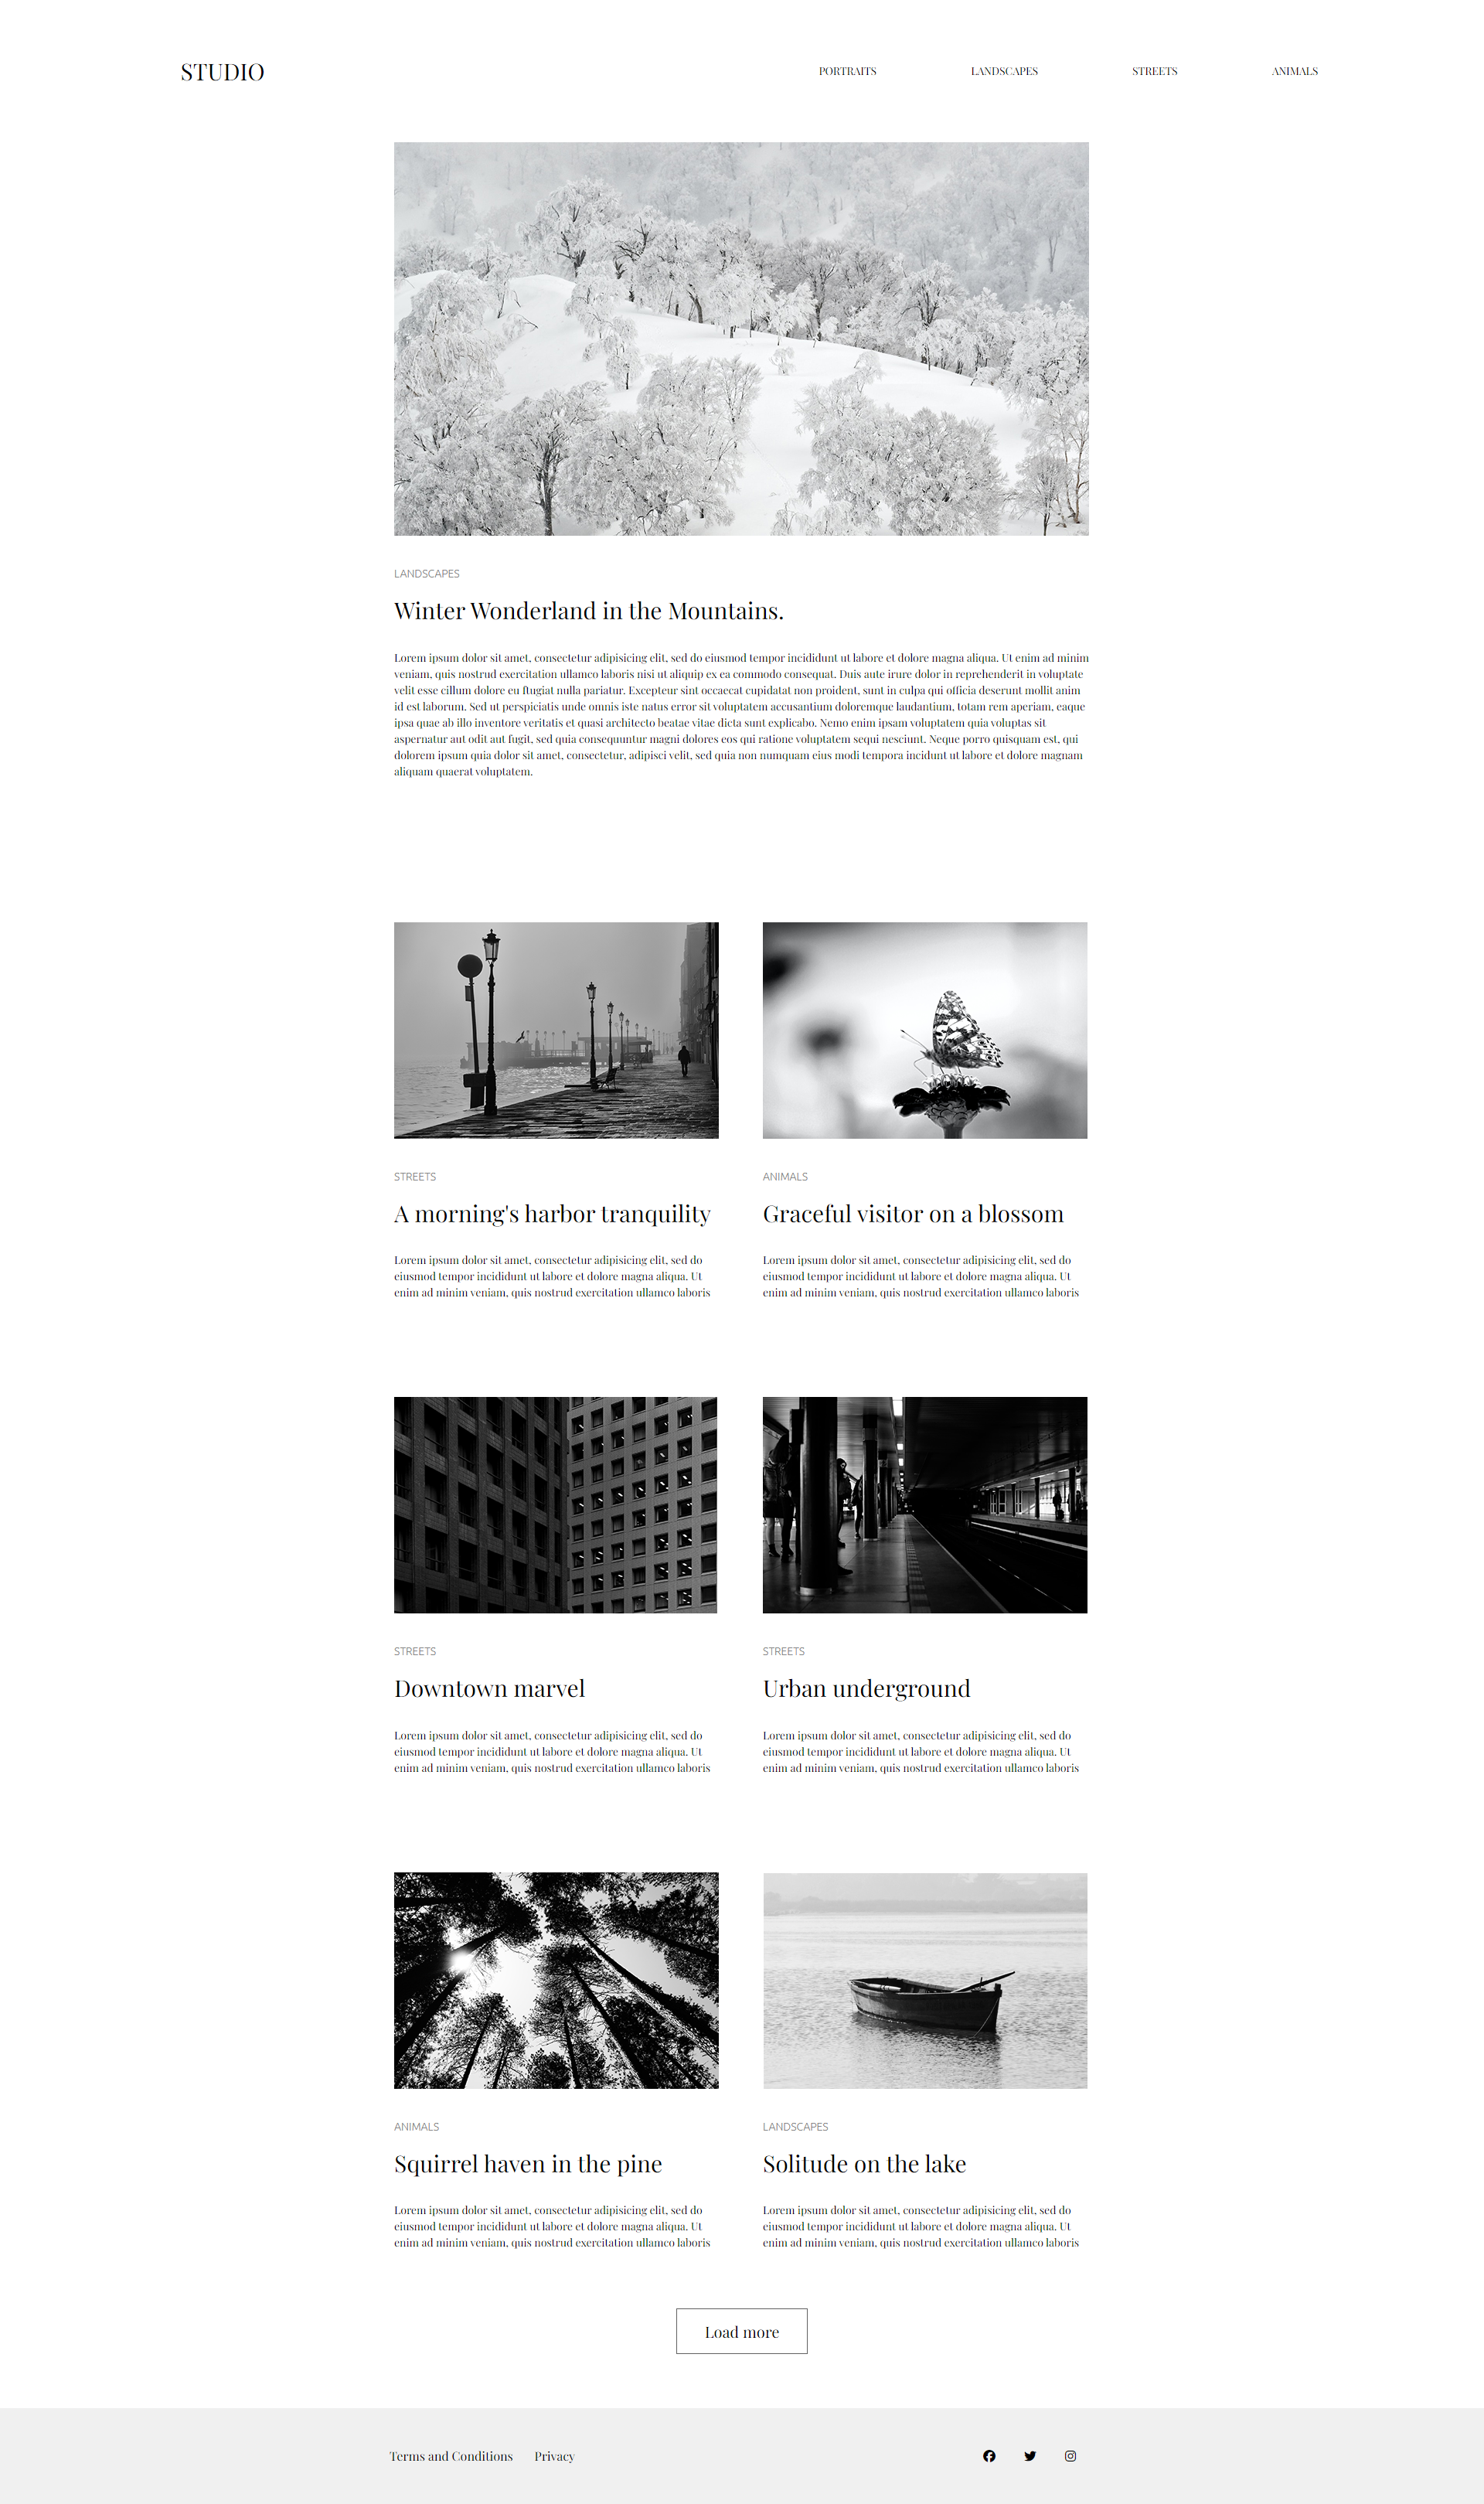 STUDIO
PORTRAITS
LANDSCAPES
STREETS
ANIMALS
LANDSCAPES
Winter Wonderland in the Mountains.
Lorem ipsum dolor sit amet, consectetur adipisicing elit, sed do eiusmod tempor incididunt ut labore et dolore magna aliqua. Ut enim ad minim
veniam, quis nostrud exercitation ullamco laboris nisi ut aliquip ex ea commodo consequat. Duis aute irure dolor in reprehenderit in voluptate
velit esse cillum dolore eu ftugiat nulla pariatur. Excepteur sint occaecat cupidatat non proident, sunt in culpa qui officia deserunt mollit anim
id est laborum. Sed ut perspiciatis unde omnis iste natus error sit voluptatem accusantium doloremque laudantium, totam rem aperiam, eaque
ipsa quae ab illo inventore veritatis et quasi architecto beatae vitae dicta sunt explicabo. Nemo enim ipsam voluptatem quia voluptas sit
aspernatur aut odit aut fugit, sed quia consequuntur magni dolores eos qui ratione voluptatem sequi nesciunt. Neque porro quisquam est, qui
dolorem ipsum quia dolor sit amet, consectetur, adipisci velit, sed quia non numquam eius modi tempora incidunt ut labore et dolore magnam
aliquam quaerat voluptatem.
STREETS
A morning's harbor tranquility
Lorem ipsum dolor sit amet, consectetur adipisicing elit, sed do
eiusmod tempor incididunt ut labore et dolore magna aliqua. Ut
enim ad minim veniam, quis nostrud exercitation ullamco laboris
ANIMALS
Graceful visitor on a blossom
Lorem ipsum dolor sit amet, consectetur adipisicing elit, sed do
eiusmod tempor incididunt ut labore et dolore magna aliqua. Ut
enim ad minim veniam, quis nostrud exercitation ullamco laboris
STREETS
Downtown marvel
Lorem ipsum dolor sit amet, consectetur adipisicing elit, sed do
eiusmod tempor incididunt ut labore et dolore magna aliqua. Ut
enim ad minim veniam, quis nostrud exercitation ullamco laboris
STREETS
Urban underground
Lorem ipsum dolor sit amet, consectetur adipisicing elit, sed do
eiusmod tempor incididunt ut labore et dolore magna aliqua. Ut
enim ad minim veniam, quis nostrud exercitation ullamco laboris
ANIMALS
Squirrel haven in the pine
Lorem ipsum dolor sit amet, consectetur adipisicing elit, sed do
eiusmod tempor incididunt ut labore et dolore magna aliqua. Ut
enim ad minim veniam, quis nostrud exercitation ullamco laboris
LANDSCAPES
Solitude on the lake
Lorem ipsum dolor sit amet, consectetur adipisicing elit, sed do
eiusmod tempor incididunt ut labore et dolore magna aliqua. Ut
enim ad minim veniam, quis nostrud exercitation ullamco laboris
Load more
Terms and Conditions
Privacy